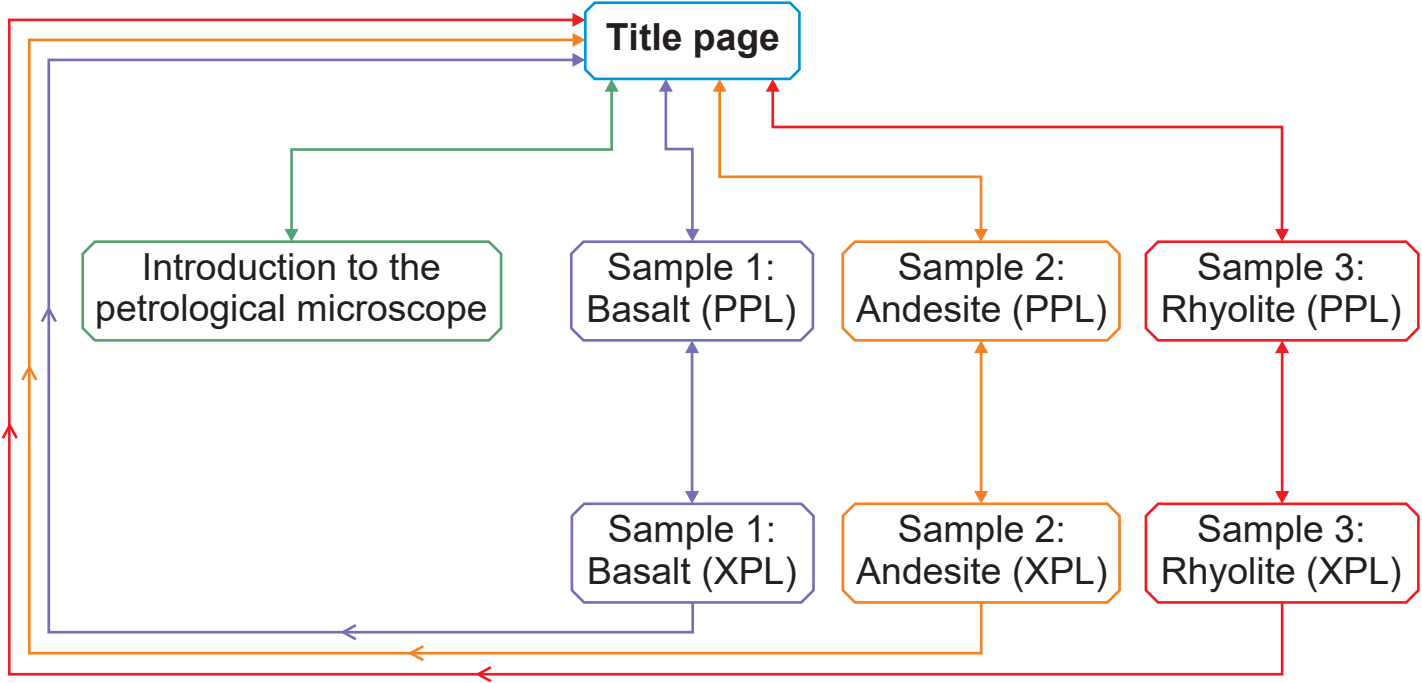 Title page
Introduction to the
petrological microscope
Sample 1:
Basalt (PPL)
Sample 2:
Andesite (PPL)
Sample 3:
Rhyolite (PPL)
Sample 1:
Basalt (XPL)
Sample 2:
Andesite (XPL)
Sample 3:
Rhyolite (XPL)